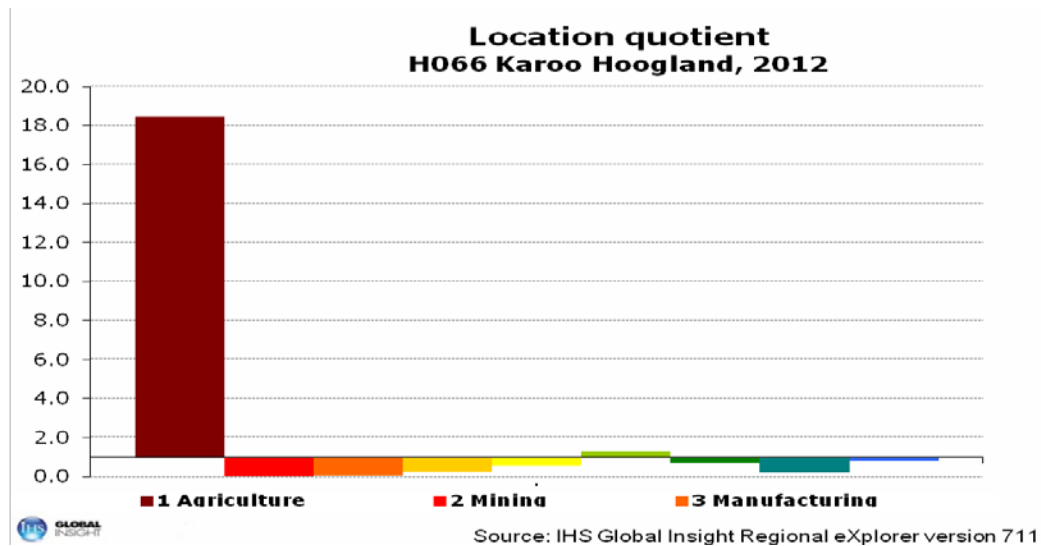 Location quotient
H066 Karoo Hoogland, 2012
20.0
18.0
16.0
14.0
12.0
10.0
8.0
6.0
4.0
2.0
0.0
1 Agriculture 2 Mining 3 Manufacturing
IHS GLOBAL
INSIGHT
Source: IHS Global Insight Regional eXplorer version 711